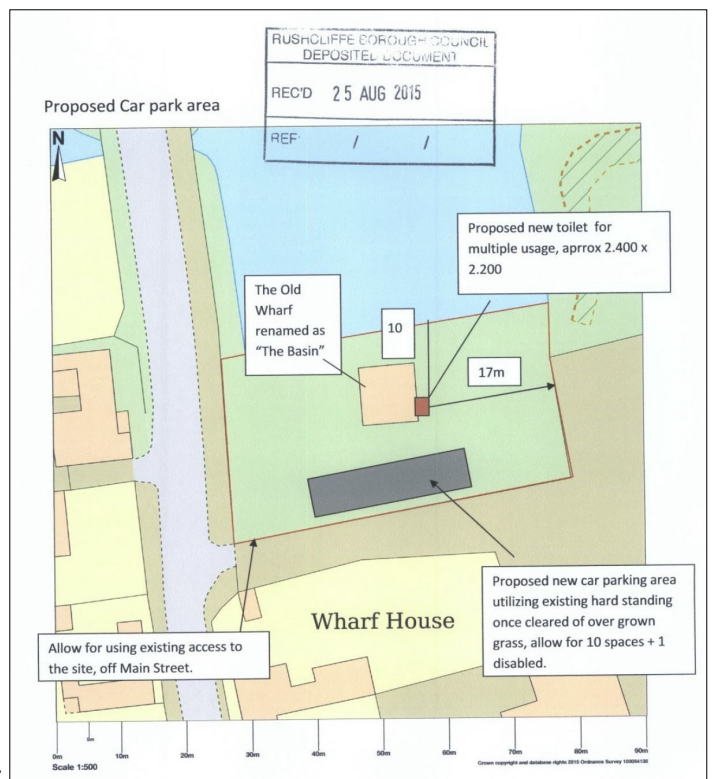 RUSHCLIFFE BOROUGH COUNCIL
DEPOSITED DOCUMENT
REC'D 25 AUG 2015
REF: / /
Proposed Car park area
N
Proposed new toilet for
multiple usage, aprrox 2.400 x
2.200
The Old
Wharf
renamed as
"The Basin"
10
17m
Proposed new car parking area
utilizing existing hard standing
once cleared of over grown
grass, allow for 10 spaces + 1
disabled.
Wharf House
Allow for using existing access to
the site, off Main Street.
0m
0m 10m 20m 30m 40m 50m 60m 70m 80m 90m
Scale 1:500
Crown copyright and database rights 2015 Ordnance Survey